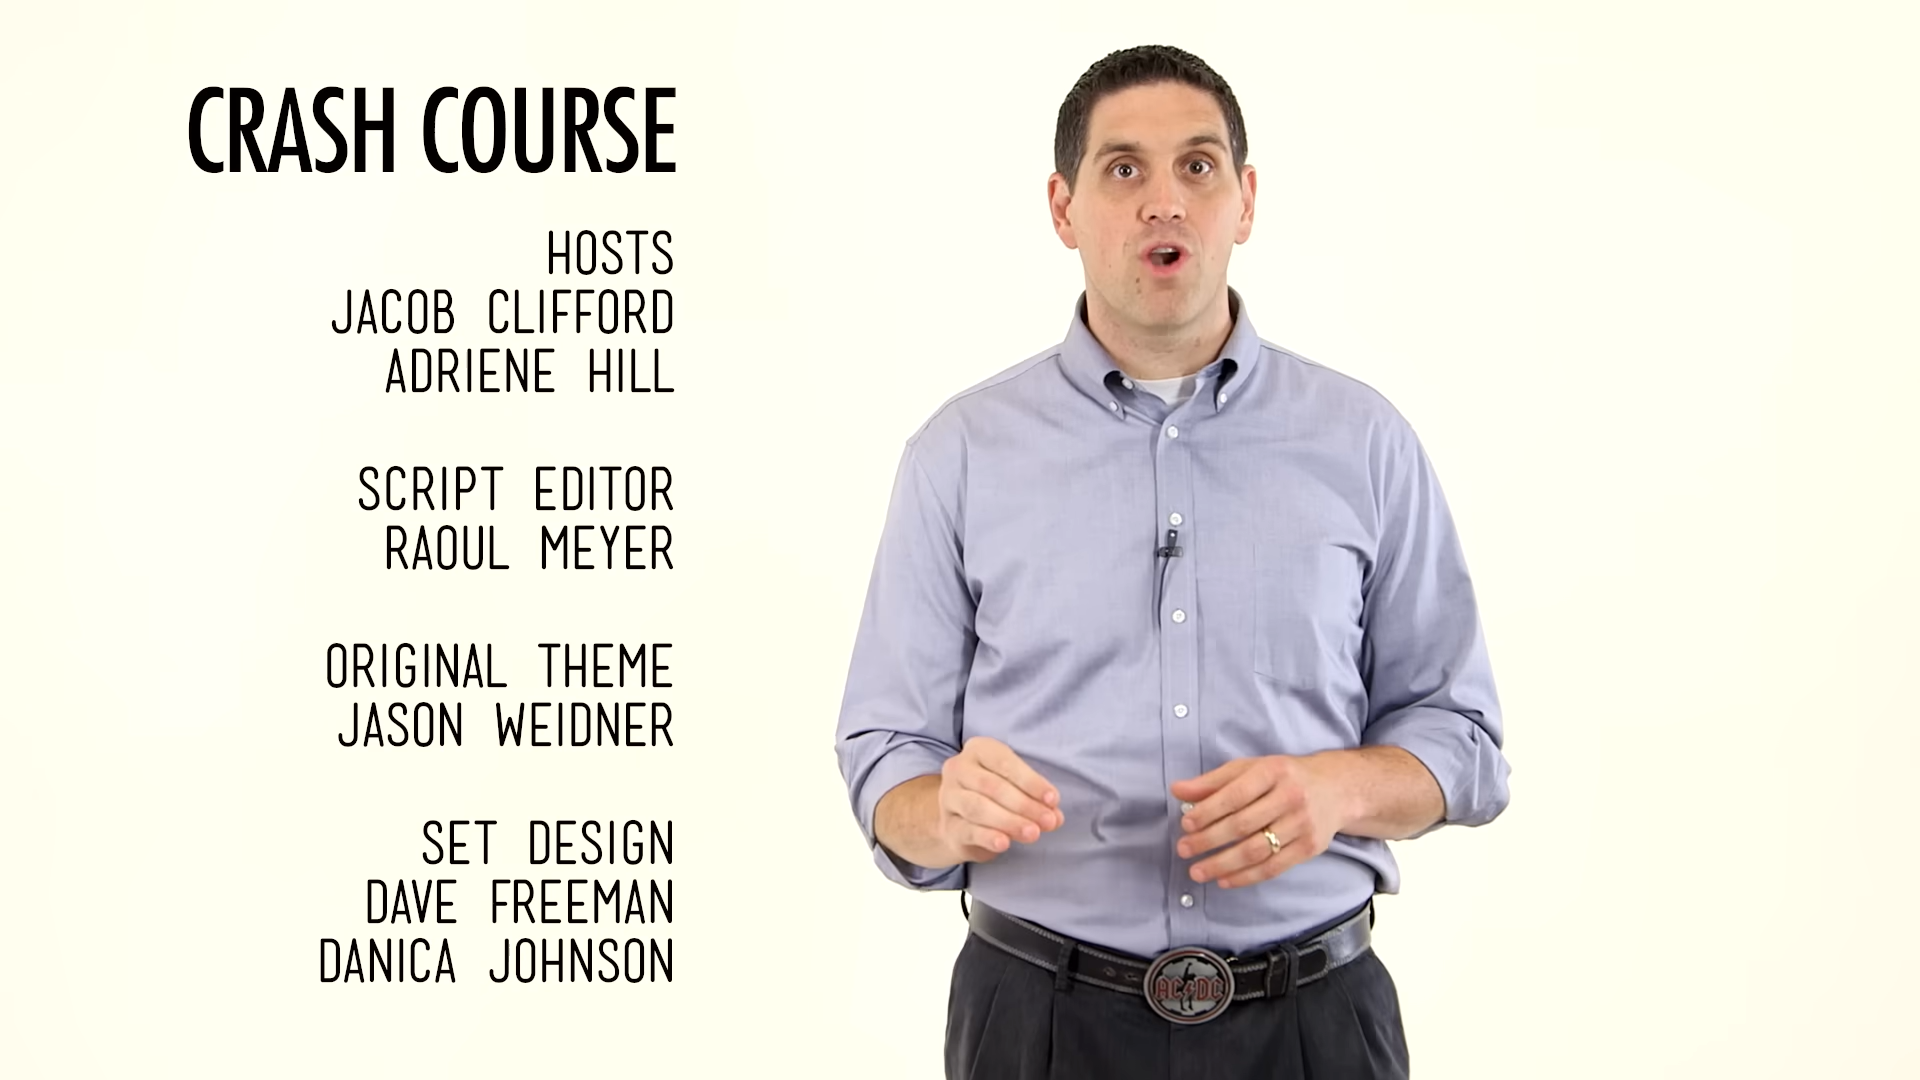 CRASH COURSE
HOSTS
JACOB CLIFFORD
ADRIENE HILL
SCRIPT EDITOR
RAOUL MEYER
ORIGINAL THEME
JASON WEIDNER
SET DESIGN
DAVE FREEMAN
DANICA JOHNSON
AC⚡DC